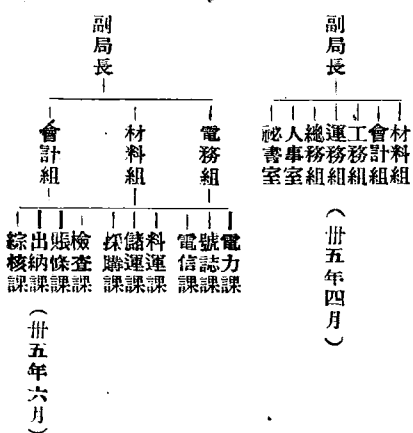 副局長
材料組
會計組
工務組
運務組
總務組
人事室
祕書室
（卅五年四月）
副局長
電務組
材料組
會計組
電力課
號誌課
電信課
料運課
儲運課
採購課
檢查課
賬條課
出納課
綜核課
（卅五年六月）